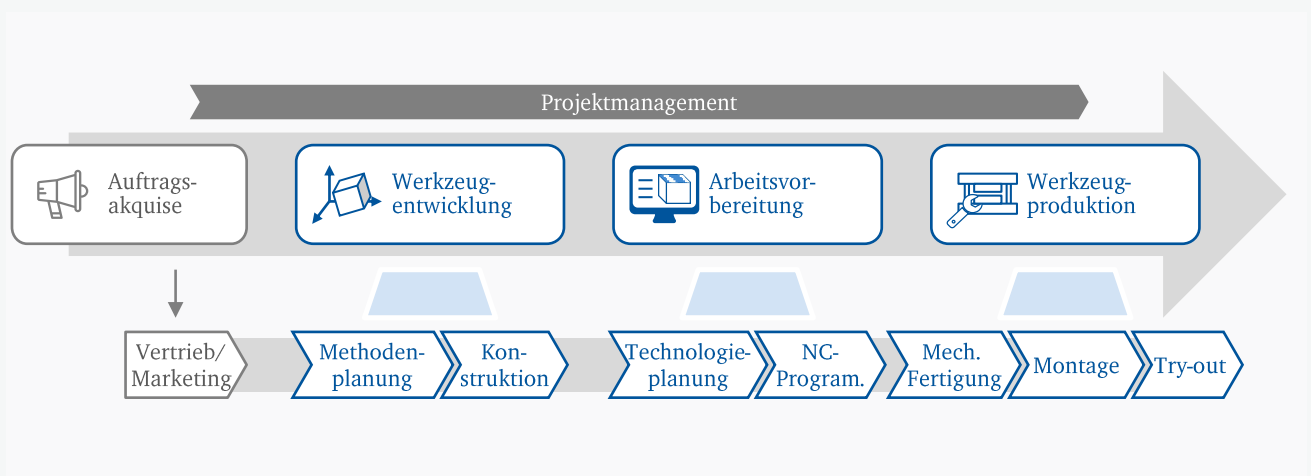 Projektmanagement
Auftrags-
akquise
Werkzeug-
entwicklung
Arbeitsvor-
bereitung
Werkzeug-
produktion
Vertrieb/
Marketing
Methoden-
planung
Kon-
struktion
Technologie-
planung
NC-
Program.
Mech.
Fertigung
Montage
Try-out